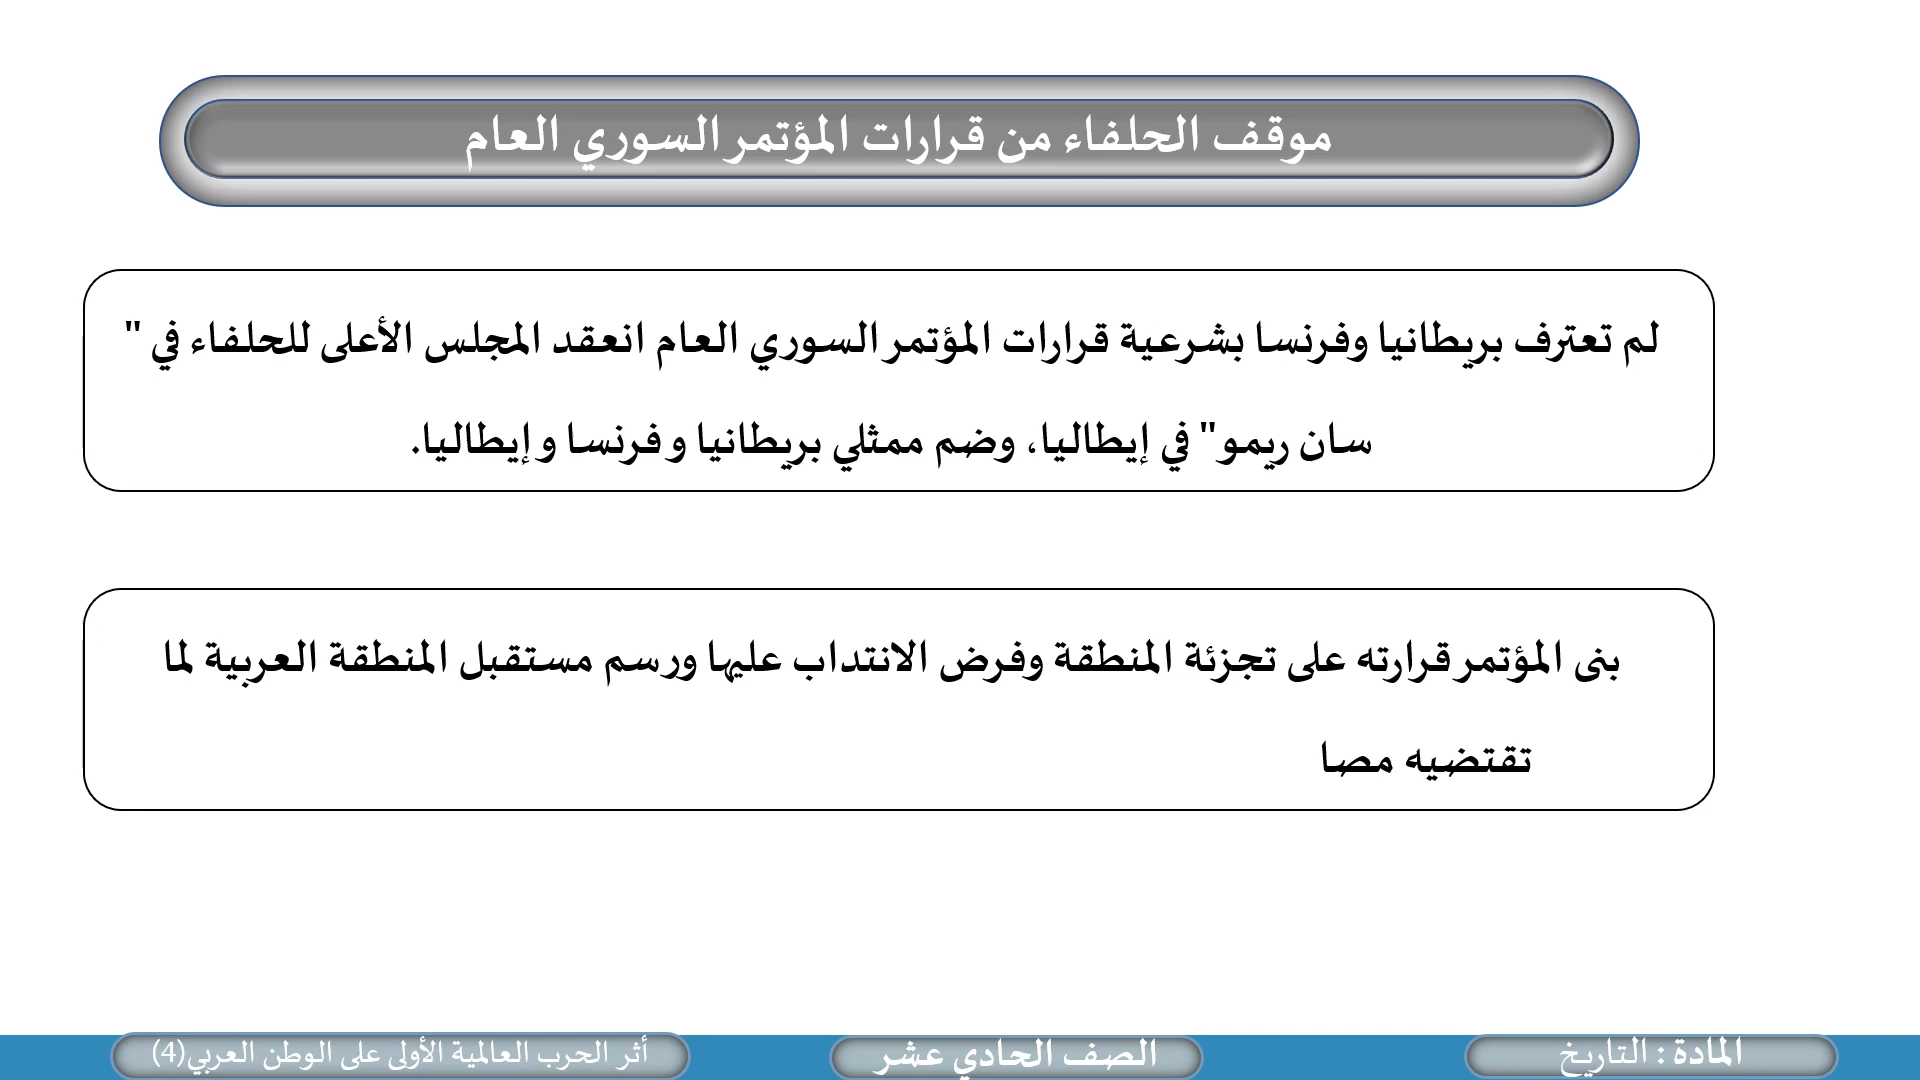 موقف الحلفاء من قرارات المؤتمر السوري العام
لم تعترف بريطانيا وفرنسا بشرعية قرارات المؤتمر السوري العام انعقد المجلس الأعلى للحلفاء في "
سان ريمو" في إيطاليا، وضم ممثلي بريطانيا و فرنسا و إيطاليا.
بنى المؤتمر قرارته على تجزئة المنطقة وفرض الانتداب عليها ورسم مستقبل المنطقة العربية لما
تقتضيه مصا
المادة : التاريخ
الصف الحادي عشر
أثر الحرب العالمية الأولى على الوطن العربي(4)